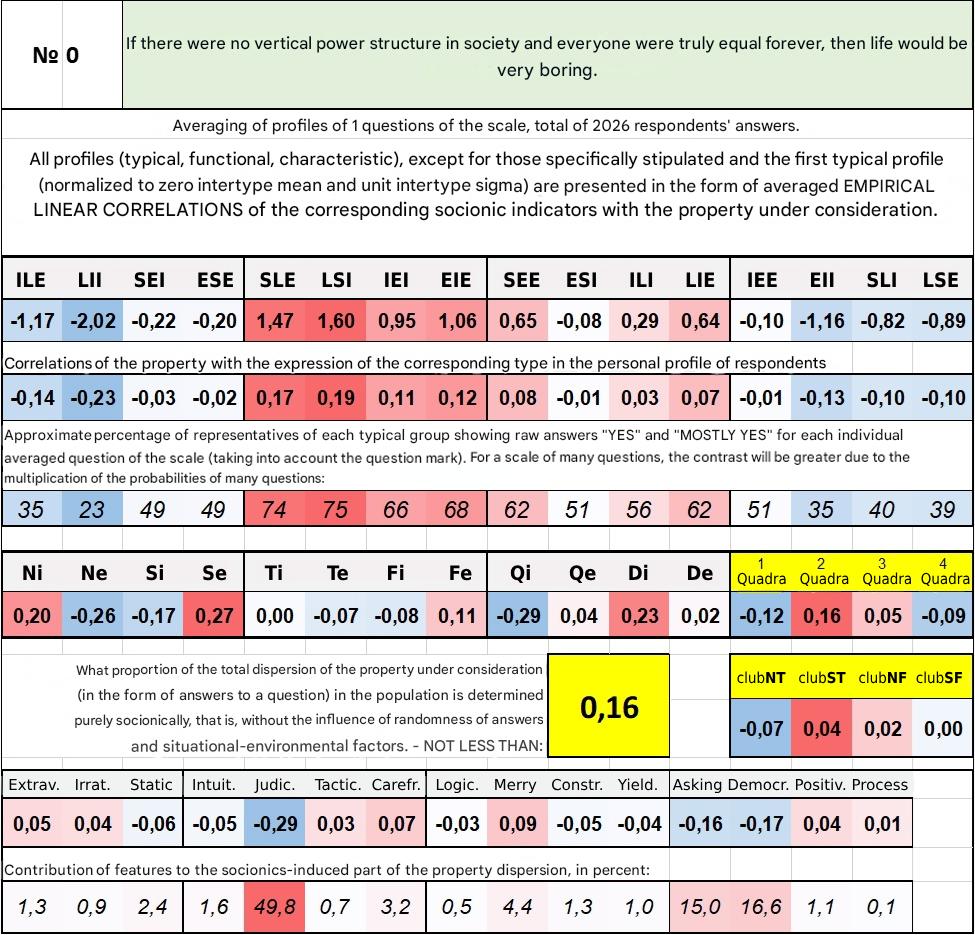 № 0
If there were no vertical power structure in society and everyone were truly equal forever, then life would be
very boring.
Averaging of profiles of 1 questions of the scale, total of 2026 respondents' answers.
All profiles (typical, functional, characteristic), except for those specifically stipulated and the first typical profile
(normalized to zero intertype mean and unit intertype sigma) are presented in the form of averaged EMPIRICAL
LINEAR CORRELATIONS of the corresponding socionic indicators with the property under consideration.
ILE LII SEI ESE SLE LSI IEI EIE SEE ESI ILI LIE IEE EII SLI LSE
-1,17 -2,02 -0,22 -0,20 1,47 1,60 0,95 1,06 0,65 -0,08 0,29 0,64 -0,10 -1,16 -0,82 -0,89
Correlations of the property with the expression of the corresponding type in the personal profile of respondents
-0,14 -0,23 -0,03 -0,02 0,17 0,19 0,11 0,12 0,08 -0,01 0,03 0,07 -0,01 -0,13 -0,10 -0,10
Approximate percentage of representatives of each typical group showing raw answers "YES" and "MOSTLY YES" for each individual
averaged question of the scale (taking into account the question mark). For a scale of many questions, the contrast will be greater due to the
multiplication of the probabilities of many questions:
35 23 49 49 74 75 66 68 62 51 56 62 51 35 40 39
Ni Ne Si Se Ti Te Fi Fe Qi Qe Di De 1 Quadra 2 Quadra 3 Quadra 4 Quadra
0,20 -0,26 -0,17 0,27 0,00 -0,07 -0,08 0,11 -0,29 0,04 0,23 0,02 -0,12 0,16 0,05 -0,09
What proportion of the total dispersion of the property under consideration
(in the form of answers to a question) in the population is determined
purely socionically, that is, without the influence of randomness of answers
and situational-environmental factors. - NOT LESS THAN:
0,16
clubNT clubST clubNF clubSF
-0,07 0,04 0,02 0,00
Extrav. Irrat. Static Intuit. Judic. Tactic. Carefr. Logic. Merry Constr. Yield. Asking Democr. Positiv. Process
0,05 0,04 -0,06 -0,05 -0,29 0,03 0,07 -0,03 0,09 -0,05 -0,04 -0,16 -0,17 0,04 0,01
Contribution of features to the socionics-induced part of the property dispersion, in percent:
1,3 0,9 2,4 1,6 49,8 0,7 3,2 0,5 4,4 1,3 1,0 15,0 16,6 1,1 0,1